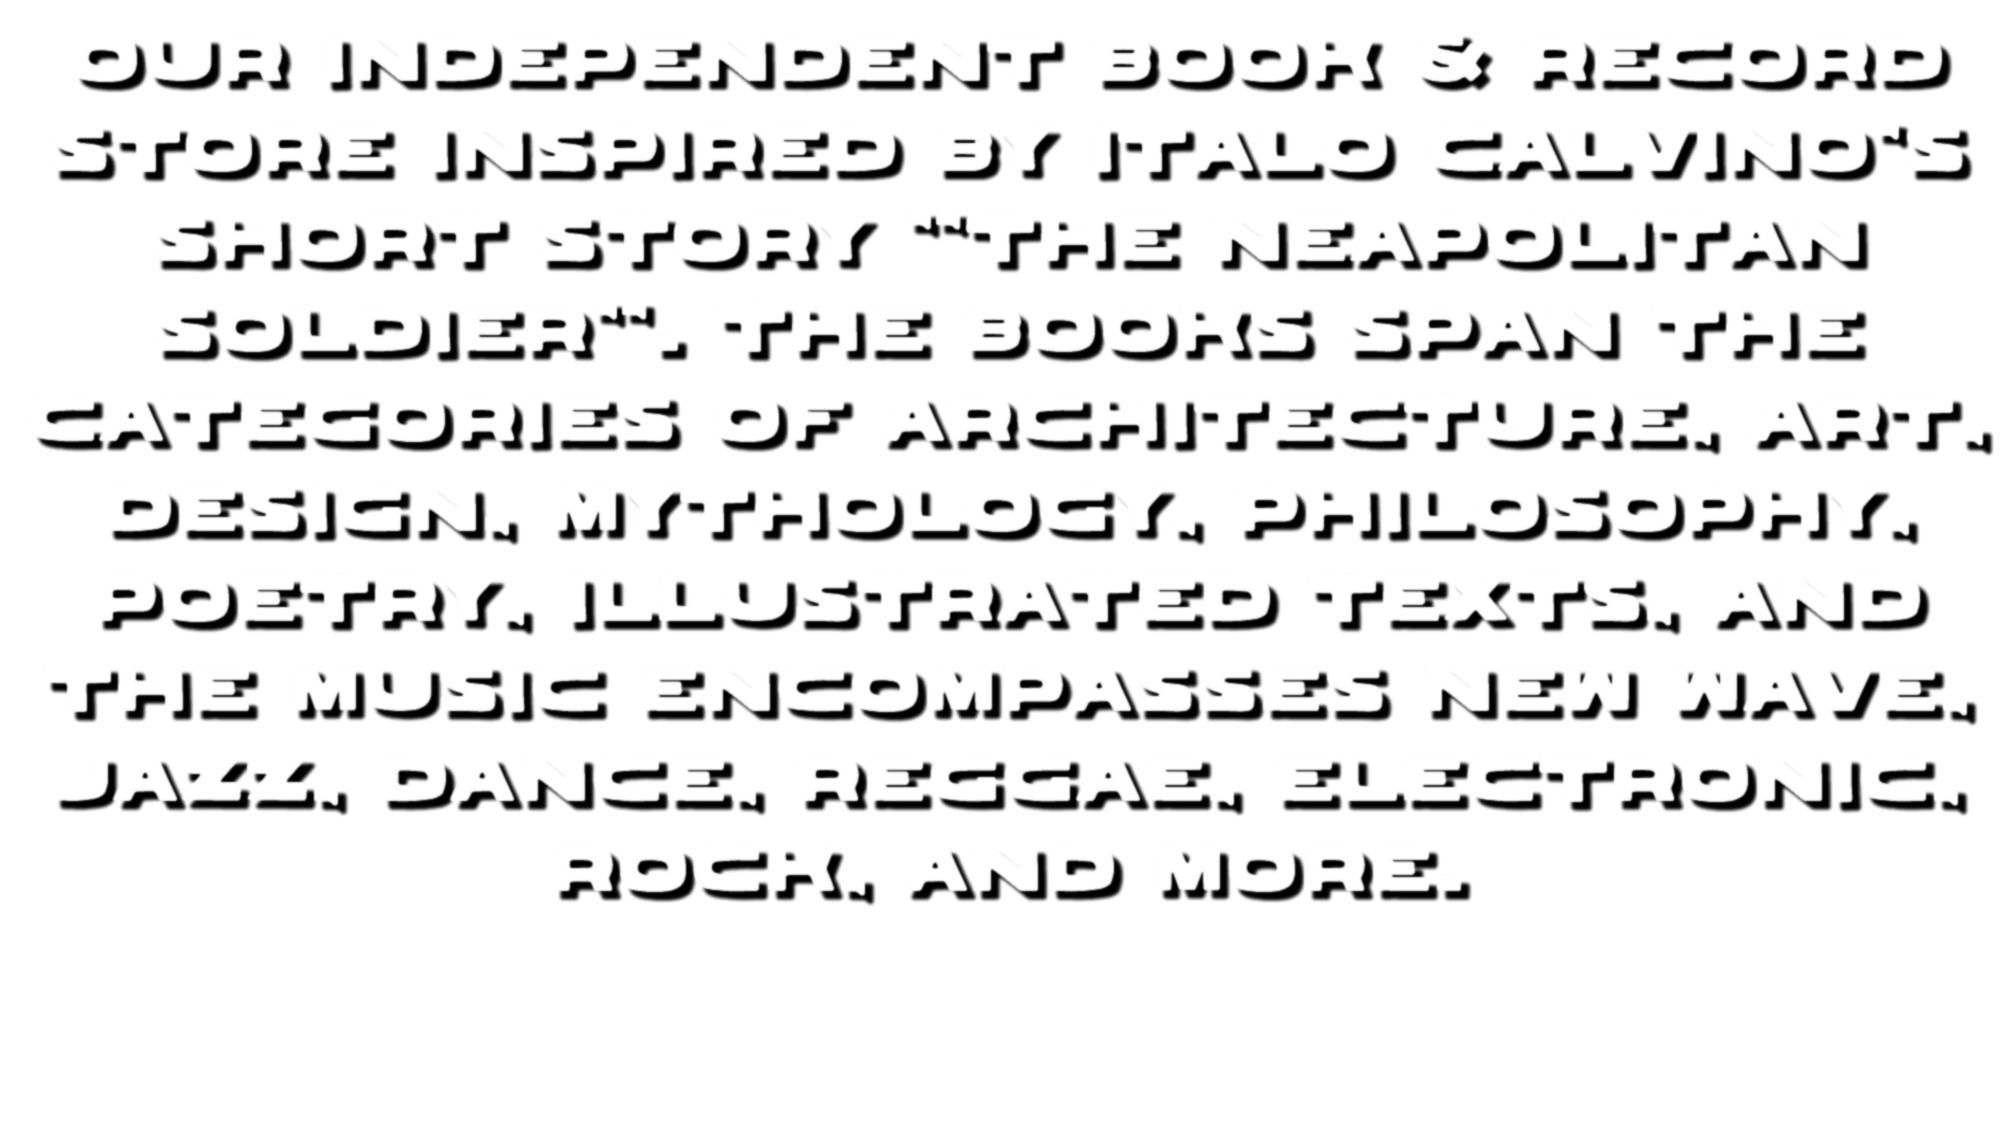 OUR INDEPENDENT BOOK & RECORD
STORE INSPIRED BY ITALO CALVINO'S
SHORT STORY "THE NEAPOLITAN
SOLDIER". THE BOOKS SPAN THE
CATEGORIES OF ARCHITECTURE, ART,
DESIGN, MYTHOLOGY, PHILOSOPHY,
POETRY, ILLUSTRATED TEXTS, AND
THE MUSIC ENCOMPASSES NEW WAVE,
JAZZ, DANCE, REGGAE, ELECTRONIC,
ROCK, AND MORE.